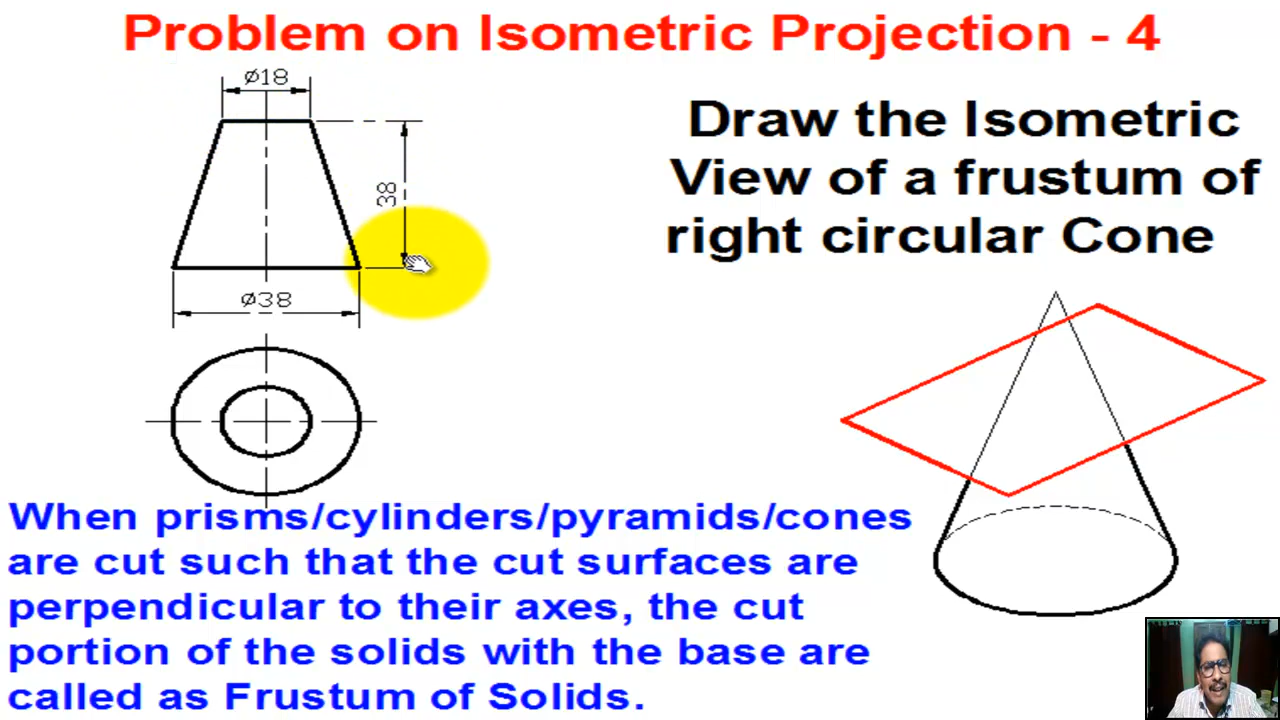 Problem on Isometric Projection - 4
ø18
38
ø38
Draw the Isometric
View of a frustum of
right circular Cone
When prisms/cylinders/pyramids/cones
are cut such that the cut surfaces are
perpendicular to their axes, the cut
portion of the solids with the base are
called as Frustum of Solids.